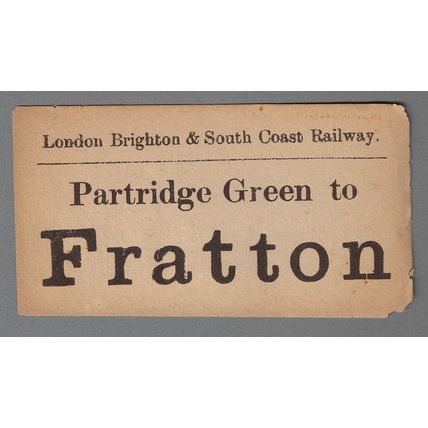 London Brighton & South Coast Railway.
Partridge Green to
Fratton